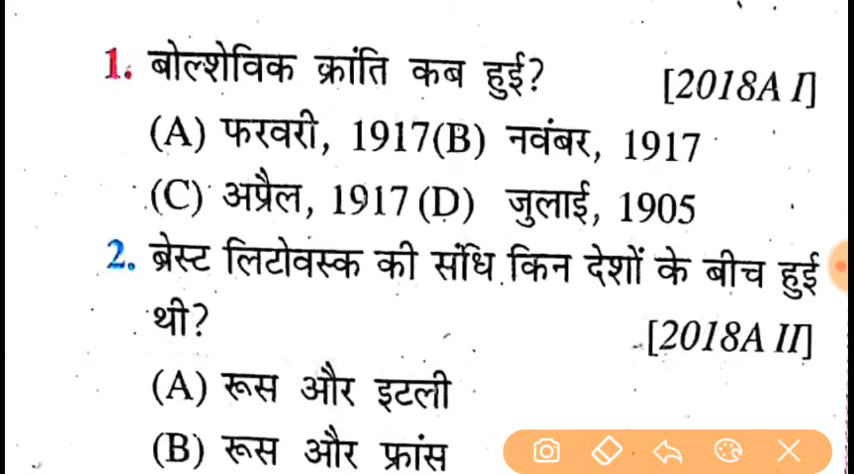 1. बोल्शेविक क्रांति कब हुई? [2018A I]
(A) फरवरी, 1917 (B) नवंबर, 1917
(C) अप्रैल, 1917 (D) जुलाई, 1905
2. ब्रेस्ट लिटोवस्क की संधि किन देशों के बीच हुई
थी? [2018A II]
(A) रूस और इटली
(B) रूस और फ्रांस